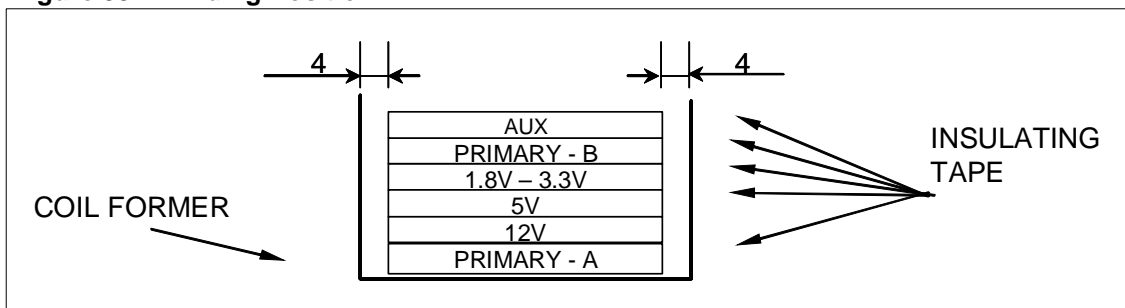 4
4
AUX
PRIMARY - B
1.8V – 3.3V
5V
12V
PRIMARY - A
COIL FORMER
INSULATING
TAPE